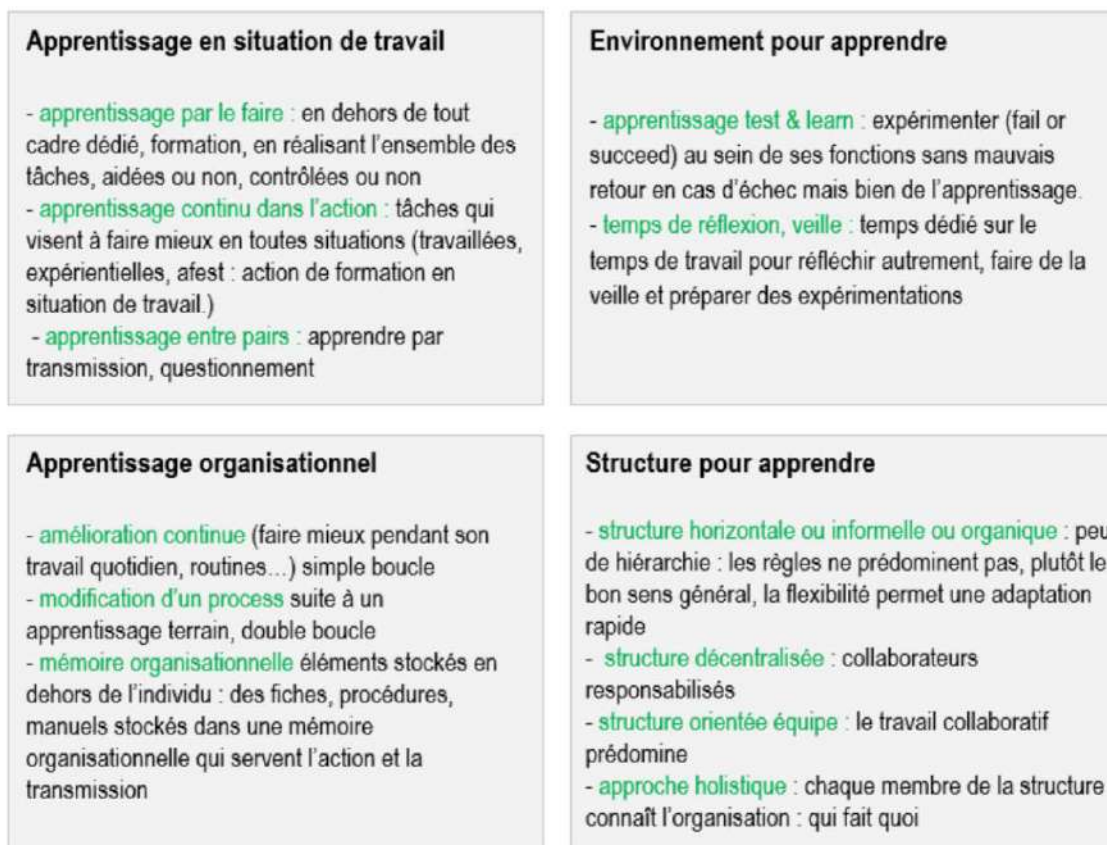 Apprentissage en situation de travail
- apprentissage par le faire : en dehors de tout
cadre dédié, formation, en réalisant l'ensemble des
tâches, aidées ou non, contrôlées ou non
- apprentissage continu dans l'action : tâches qui
visent à faire mieux en toutes situations (travaillées,
expérientielles, afest : action de formation en
situation de travail.)
- apprentissage entre pairs : apprendre par
transmission, questionnement
Environnement pour apprendre
- apprentissage test & learn : expérimenter (fail or
succeed) au sein de ses fonctions sans mauvais
retour en cas d'échec mais bien de l'apprentissage.
- temps de réflexion, veille : temps dédié sur le
temps de travail pour réfléchir autrement, faire de la
veille et préparer des expérimentations
Apprentissage organisationnel
- amélioration continue (faire mieux pendant son
travail quotidien, routines...) simple boucle
- modification d'un process suite à un
apprentissage terrain, double boucle
- mémoire organisationnelle éléments stockés en
dehors de l'individu : des fiches, procédures,
manuels stockés dans une mémoire
organisationnelle qui servent l'action et la
transmission
Structure pour apprendre
- structure horizontale ou informelle ou organique : peu
de hiérarchie : les règles ne prédominent pas, plutôt le
bon sens général, la flexibilité permet une adaptation
rapide
- structure décentralisée : collaborateurs
responsabilisés
- structure orientée équipe : le travail collaboratif
prédomine
- approche holistique : chaque membre de la structure
connaît l'organisation : qui fait quoi